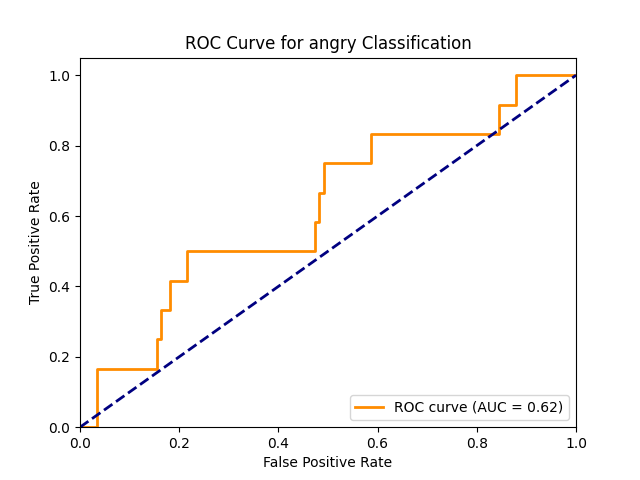 ROC Curve for angry Classification
1.0
0.8
0.6
0.4
0.2
0.0
True Positive Rate
0.0 0.2 0.4 0.6 0.8 1.0
False Positive Rate
ROC curve (AUC = 0.62)